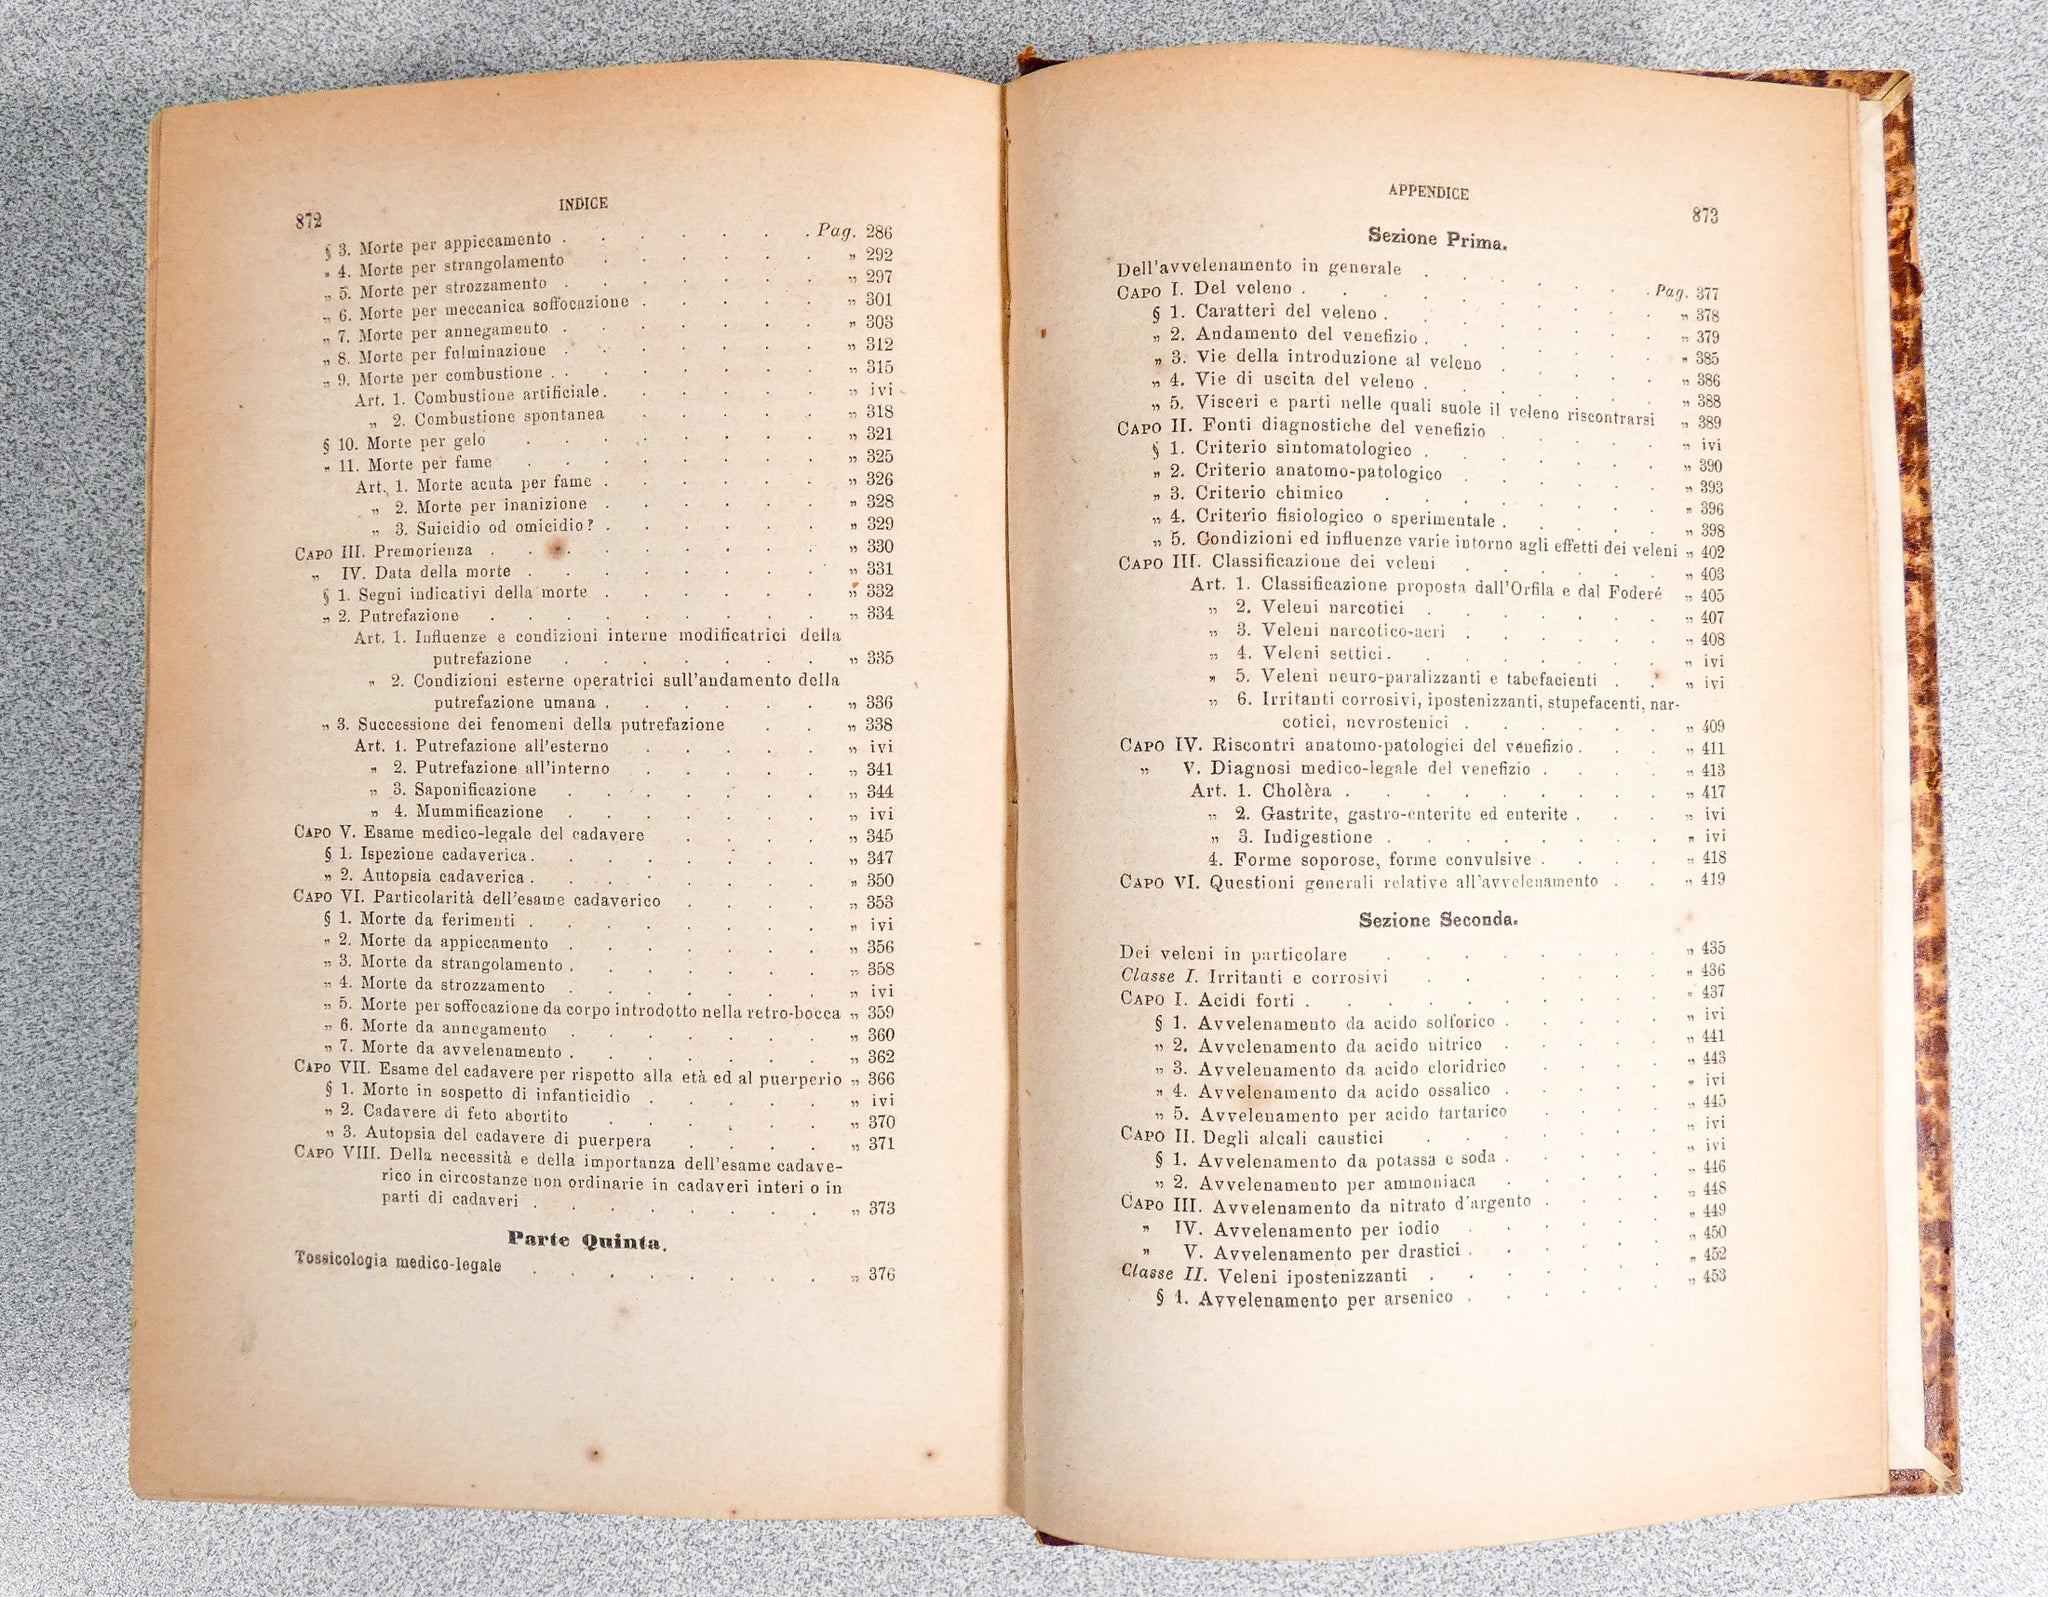 872
INDICE
§ 3. Morte per appiccamento . . . . . . . Pag. 286
„ 4. Morte per strangolamento . . . . . . „ 292
„ 5. Morte per strozzamento . . . . . . „ 297
„ 6. Morte per meccanica soffocazione . . . . . „ 301
„ 7. Morte per annegamento . . . . . . „ 303
„ 8. Morte per fulminazione . . . . . . „ 312
„ 9. Morte per combustione . . . . . . . „ 315
Art. 1. Combustione artificiale . . . . . . „ ivi
„ 2. Combustione spontanea . . . . . „ 318
§ 10. Morte per gelo . . . . . . . „ 321
„ 11. Morte per fame . . . . . . . „ 325
Art. 1. Morte acuta per fame . . . . . . „ 326
„ 2. Morte per inanizione . . . . . . „ 328
„ 3. Suicidio od omicidio? . . . . . . „ 329
CAPO III. Premorienza . . . . . . . . „ 330
„ IV. Data della morte . . . . . . . „ 331
§ 1. Segni indicativi della morte . . . . . . „ 332
„ 2. Putrefazione . . . . . . . . „ 334
Art. 1. Influenze e condizioni interne modificatrici della
putrefazione . . . . . . . „ 335
„ 2. Condizioni esterne operatrici sull'andamento della
putrefazione umana . . . . . . „ 336
„ 3. Successione dei fenomeni della putrefazione . . „ 338
Art. 1. Putrefazione all'esterno . . . . . „ ivi
„ 2. Putrefazione all'interno . . . . . „ 341
„ 3. Saponificazione . . . . . . „ 344
„ 4. Mummificazione . . . . . . „ ivi
CAPO V. Esame medico-legale del cadavere . . . . „ 345
§ 1. Ispezione cadaverica . . . . . . . „ 347
„ 2. Autopsia cadaverica . . . . . . . „ 350
CAPO VI. Particolarità dell'esame cadaverico . . . . „ 353
§ 1. Morte da ferimenti . . . . . . . „ ivi
„ 2. Morte da appiccamento . . . . . . „ 356
„ 3. Morte da strangolamento . . . . . . „ 358
„ 4. Morte da strozzamento . . . . . . „ ivi
„ 5. Morte per soffocazione da corpo introdotto nella retro-bocca „ 359
„ 6. Morte da annegamento . . . . . . „ 360
„ 7. Morte da avvelenamento . . . . . . „ 362
CAPO VII. Esame del cadavere per rispetto alla età ed al puerperio „ 366
§ 1. Morte in sospetto di infanticidio . . . . . „ ivi
„ 2. Cadavere di feto abortito . . . . . „ 370
„ 3. Autopsia del cadavere di puerpera . . . . „ 371
CAPO VIII. Della necessità e della importanza dell'esame cadave-
rico in circostanze non ordinarie in cadaveri interi o in
parti di cadaveri . . . . . . . . „ 373
Parte Quinta.
Tossicologia medico-legale . . . . . . . . „ 376
APPENDICE
873
Sezione Prima.
Dell'avvelenamento in generale . . . . . . Pag. 377
CAPO I. Del veleno . . . . . . . . „ 378
§ 1. Caratteri del veleno . . . . . . „ 379
„ 2. Andamento del venefizio . . . . . . „ 385
„ 3. Vie della introduzione al veleno . . . . „ 386
„ 4. Vie di uscita del veleno . . . . . . „ 388
„ 5. Visceri e parti nelle quali suole il veleno riscontrarsi „ 389
CAPO II. Fonti diagnostiche del venefizio . . . . „ ivi
§ 1. Criterio sintomatologico . . . . . . „ 390
„ 2. Criterio anatomo-patologico . . . . . „ 393
„ 3. Criterio chimico . . . . . . „ 396
„ 4. Criterio fisiologico o sperimentale . . . . „ 398
„ 5. Condizioni ed influenze varie intorno agli effetti dei veleni „ 402
CAPO III. Classificazione dei veleni . . . . . „ 403
Art. 1. Classificazione proposta dall'Orfila e dal Foderé „ 405
„ 2. Veleni narcotici . . . . . . „ 407
„ 3. Veleni narcotico-acri . . . . . „ 408
„ 4. Veleni settici . . . . . . „ ivi
„ 5. Veleni neuro-paralizzanti e tabefacienti . . „ ivi
„ 6. Irritanti corrosivi, ipostenizzanti, stupefacenti, nar-
cotici, nevrostenici . . . . . . „ 409
CAPO IV. Riscontri anatomo-patologici del venefizio . . . „ 411
„ V. Diagnosi medico-legale del venefizio . . . . „ 413
Art. 1. Cholèra . . . . . . . . „ 417
„ 2. Gastrite, gastro-enterite ed enterite . . . „ ivi
„ 3. Indigestione . . . . . . „ ivi
4. Forme soporose, forme convulsive . . . . „ 418
CAPO VI. Questioni generali relative all'avvelenamento . . „ 419
Sezione Seconda.
Dei veleni in particolare . . . . . . . „ 435
Classe I. Irritanti e corrosivi . . . . . . „ 436
CAPO I. Acidi forti . . . . . . . . „ 437
§ 1. Avvelenamento da acido solforico . . . . „ ivi
„ 2. Avvelenamento da acido nitrico . . . . „ 441
„ 3. Avvelenamento da acido cloridrico . . . . „ 443
„ 4. Avvelenamento da acido ossalico . . . . „ ivi
„ 5. Avvelenamento per acido tartarico . . . . „ 445
CAPO II. Degli alcali caustici . . . . . . „ ivi
§ 1. Avvelenamento da potassa e soda . . . . „ ivi
„ 2. Avvelenamento per ammoniaca . . . . „ 446
CAPO III. Avvelenamento da nitrato d'argento . . . . „ 448
„ IV. Avvelenamento per iodio . . . . . „ 449
„ V. Avvelenamento per drastici . . . . . „ 450
Classe II. Veleni ipostenizzanti . . . . . . „ 452
§ 1. Avvelenamento per arsenico . . . . . „ 453